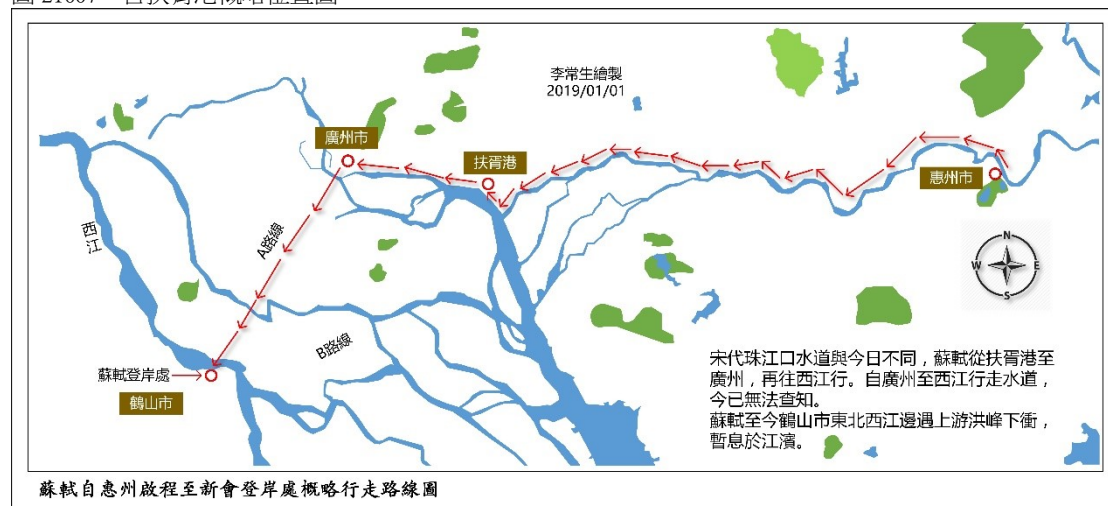 李常生繪製
2019/01/01
廣州市
扶胥港
惠州市
西江
A路線
B路線
N
W
E
S
蘇軾登岸處
鶴山市
宋代珠江口水道與今日不同，蘇軾從扶胥港至
廣州，再往西江行。自廣州至西江行走水道，
今已無法查知。
蘇軾至今鶴山市東北西江邊遇上游洪峰下衝，
暫息於江濱。
蘇軾自惠州啟程至新會登岸處概略行走路線圖